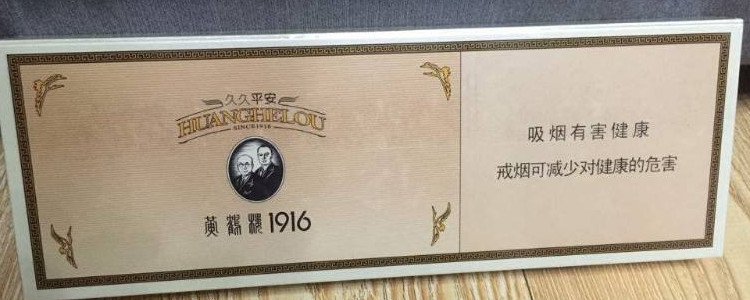 久久平安
HUANGHELOU
SINCE1916
黄鹤楼1916
吸烟有害健康
戒烟可减少对健康的危害